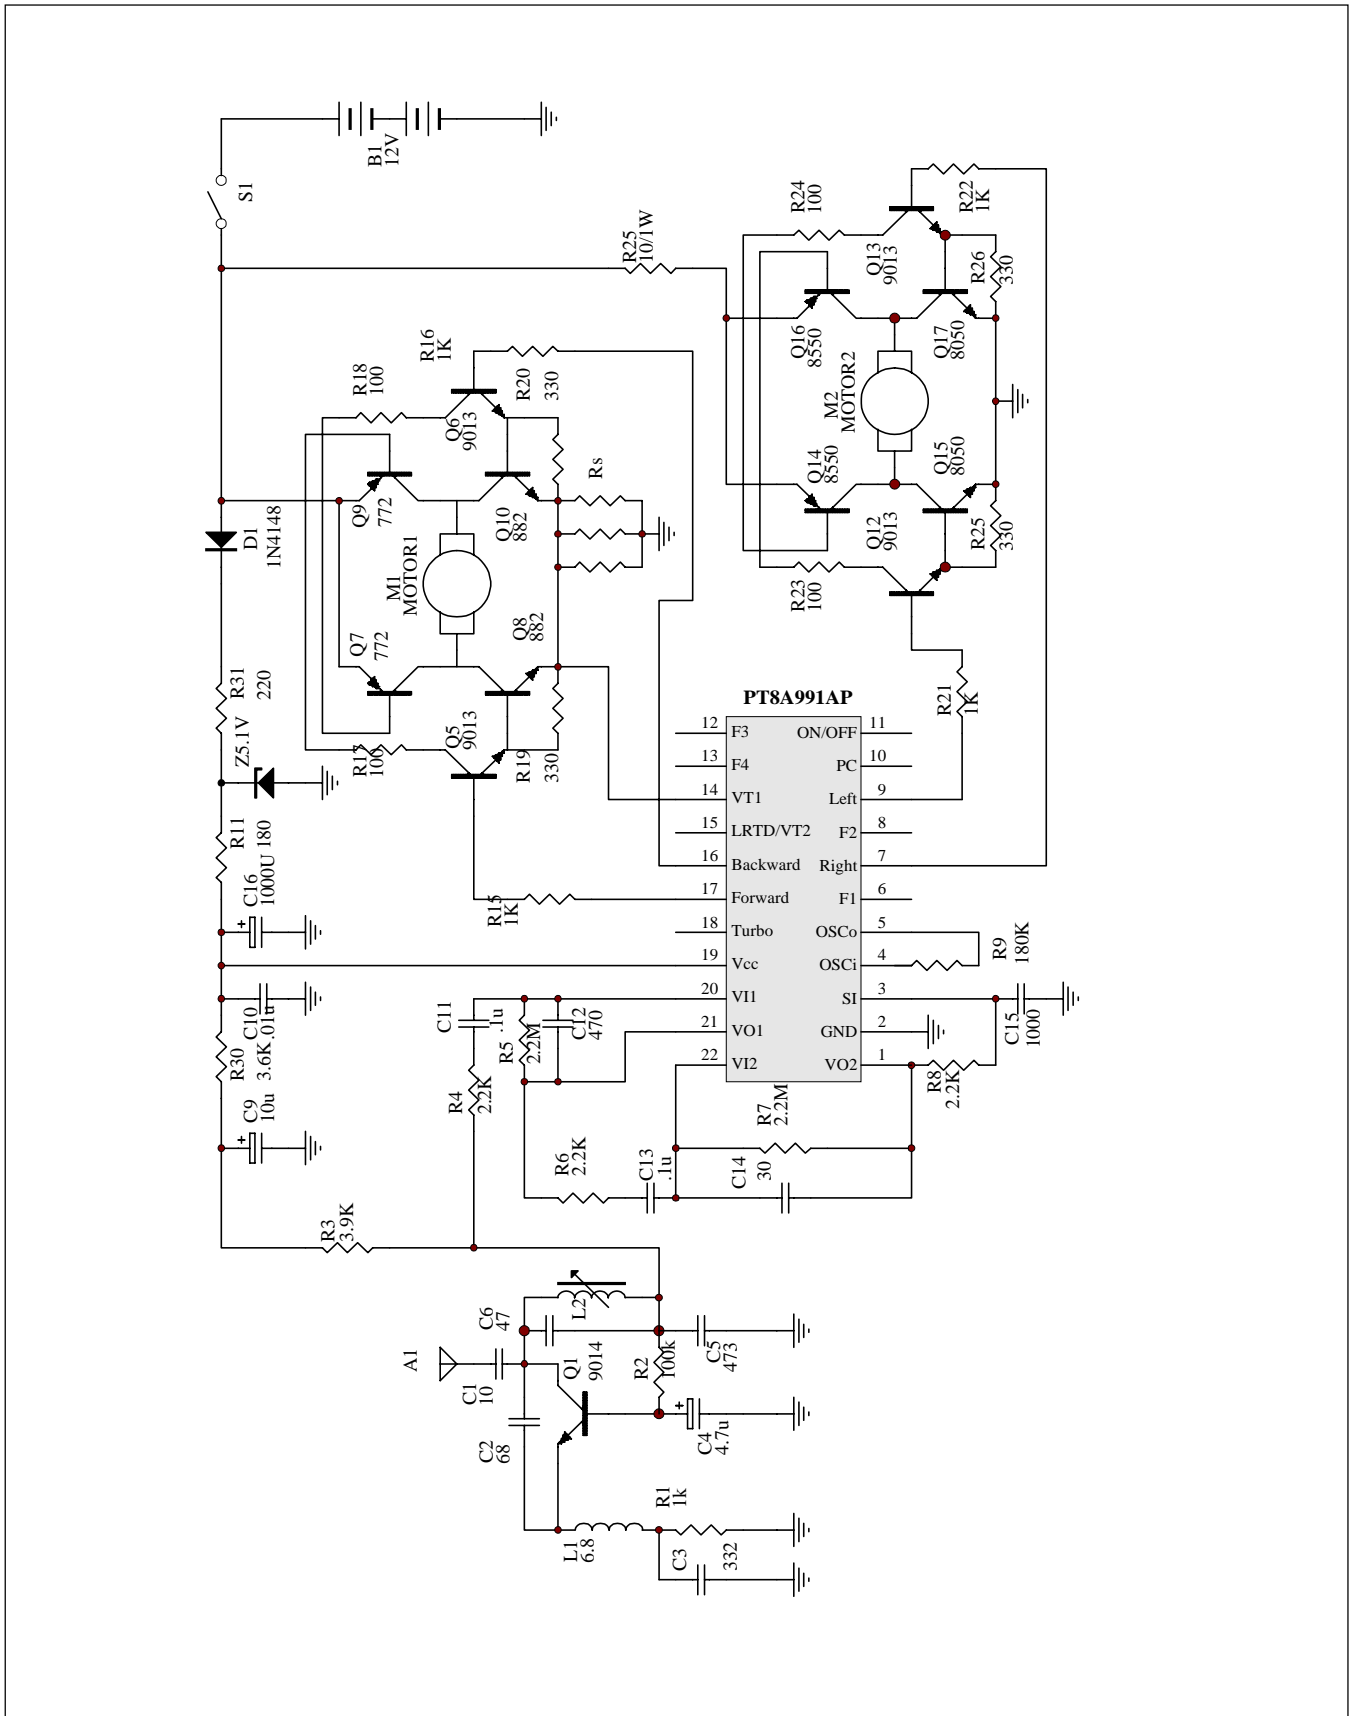 B1
12V
S1
R25
10/1W
R24
100
R22
1K
Q13
9013
R26
330
Q16
8550
Q17
8050
M2
MOTOR2
Q14
8550
Q15
8050
Q12
9013
R25
330
R23
100
R21
1K
R16
1K
R18
100
R20
330
Q6
9013
Rs
Q9
772
Q10
882
D1
1N4148
M1
MOTOR1
Q7
772
Q8
882
R31
220
Z5.1V
Q5
9013
R17
100
R19
330
R11
180
C16
1000U
R15
1K
PT8A991AP
12 F3 ON/OFF 11
13 F4 PC 10
14 VT1 Left 9
15 LRTD/VT2 F2 8
16 Backward Right 7
17 Forward F1 6
18 Turbo OSCo 5
19 Vcc OSCi 4
20 VI1 SI 3
21 VO1 GND 2
22 VI2 VO2 1
R9
180K
C15
1000
R8
2.2K
R7
2.2M
C10
.01u
R30
3.6K
C9
10u
C11
.1u
R5
2.2M
C12
470
R4
2.2K
R6
2.2K
C13
.1u
C14
30
R3
3.9K
L2
C6
47
A1
C1
10
Q1
9014
R2
100k
C5
473
C2
68
C4
4.7u
R1
1k
L1
6.8
C3
332